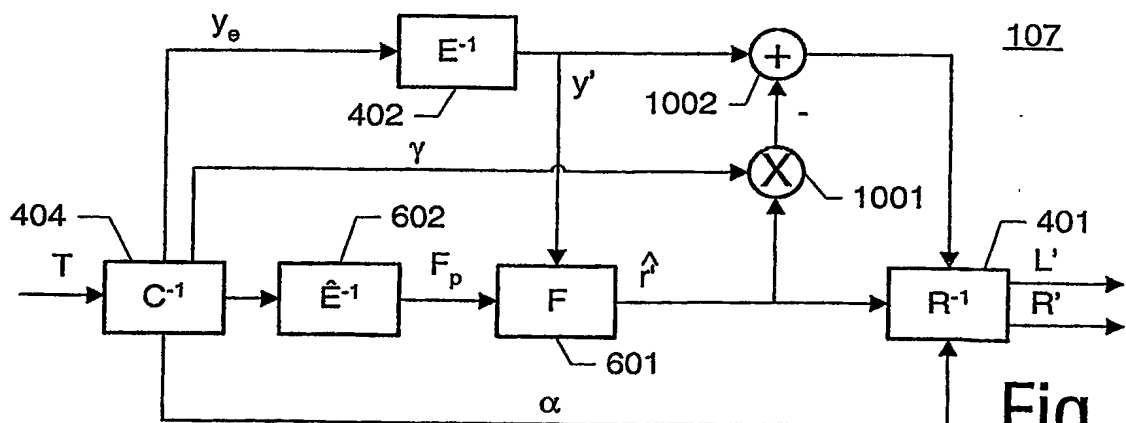 yₑ
E⁻¹
402
y'
+
1002
-
107
γ
X
1001
404
T
C⁻¹
602
Ê⁻¹
Fₚ
F
601
r̂'
401
R⁻¹
L'
R'
α
Fig